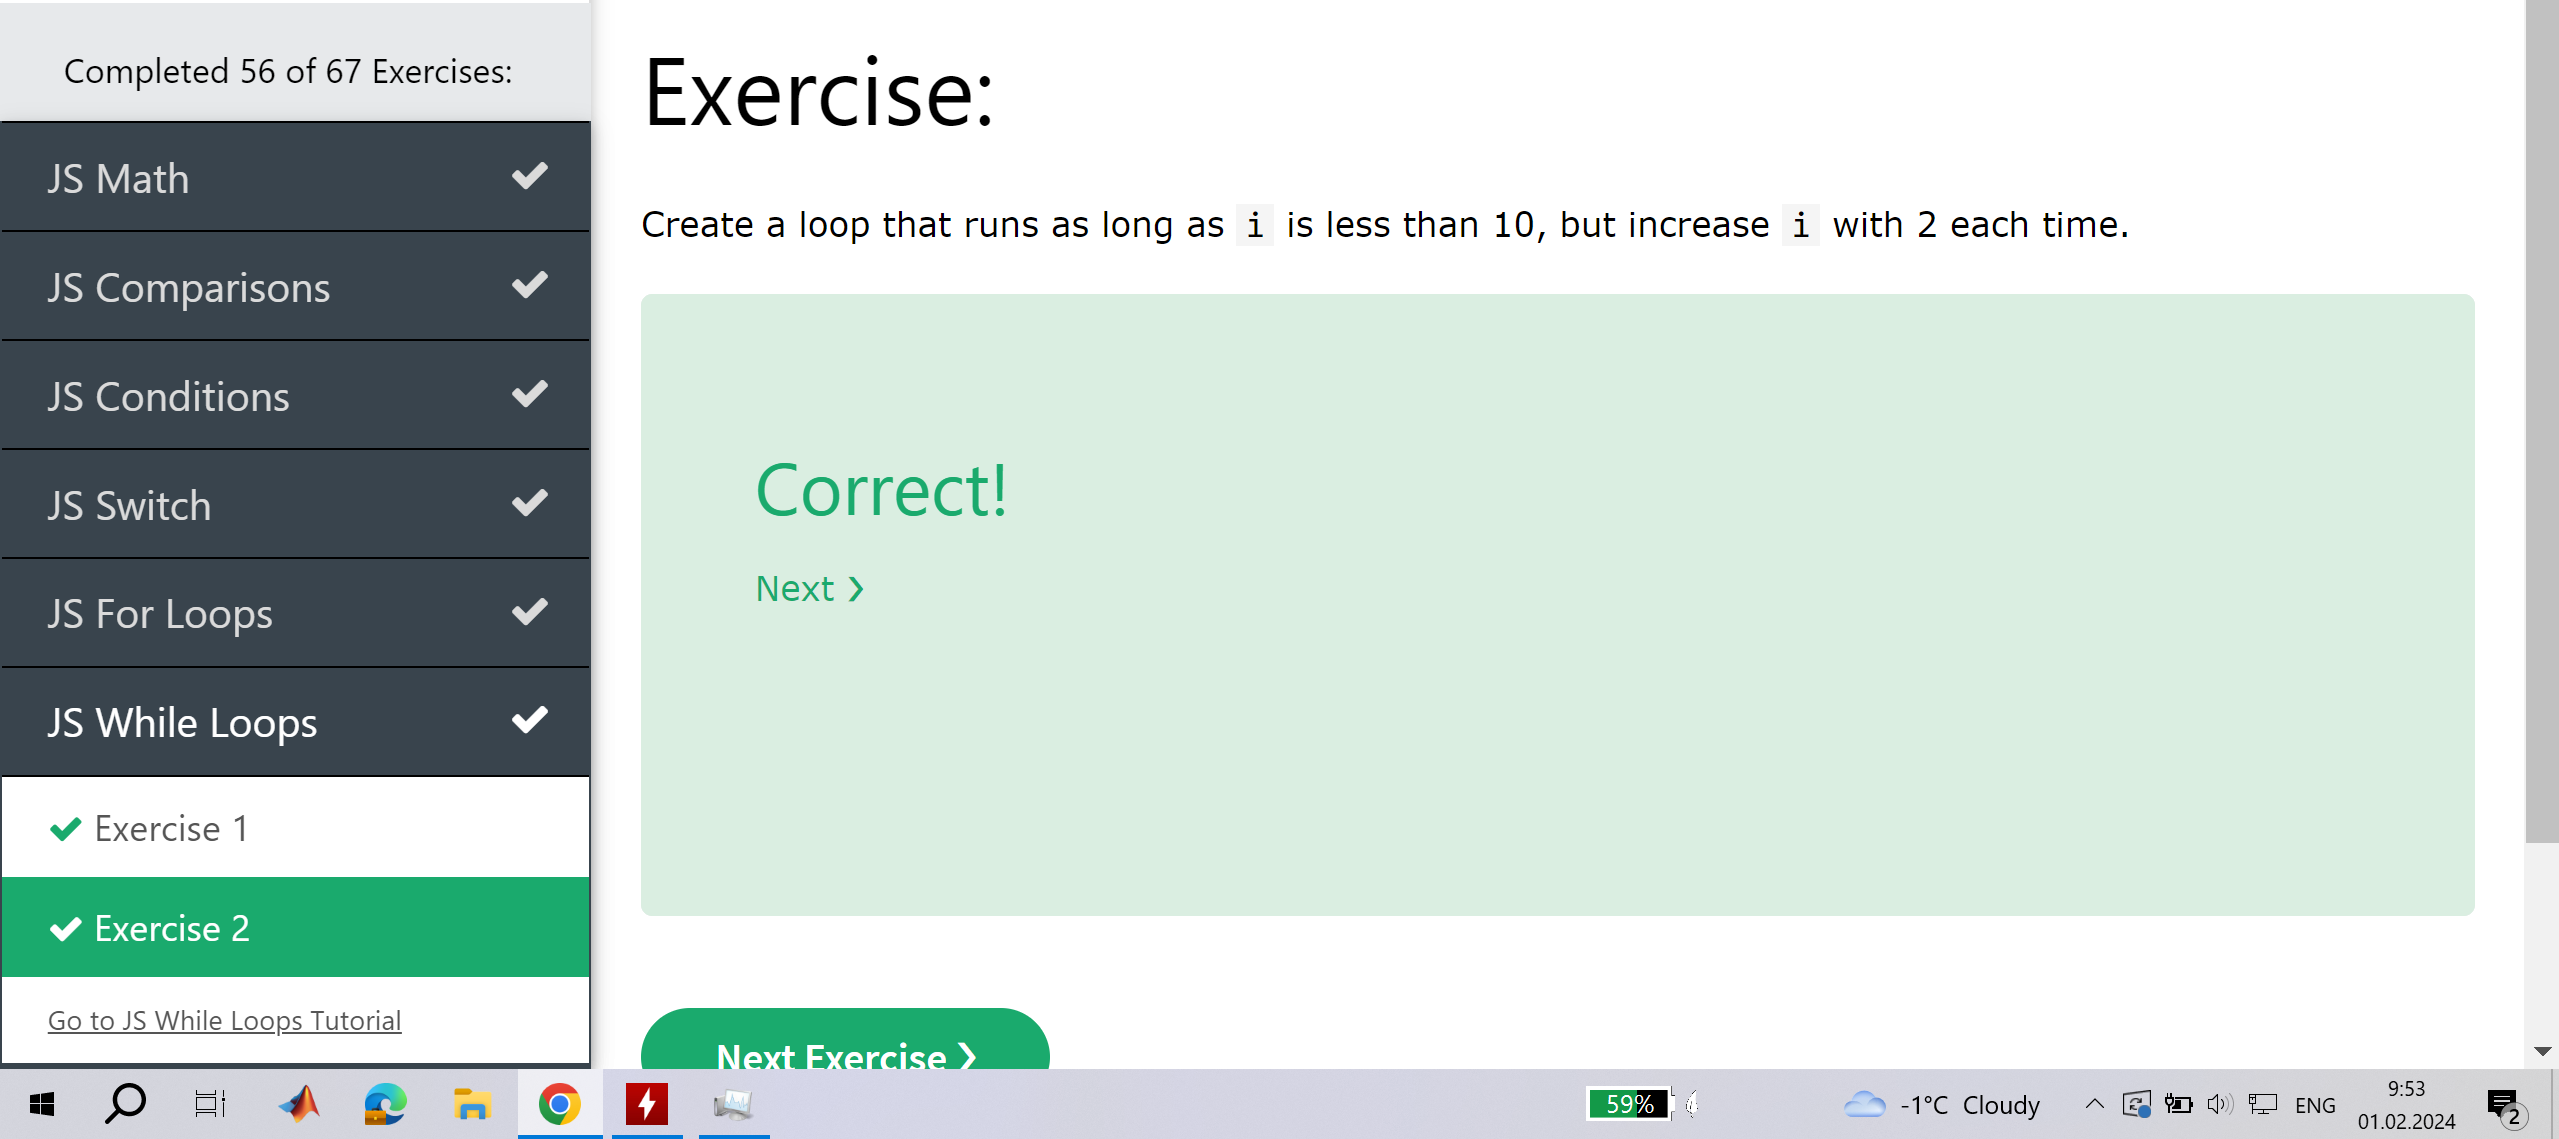 Completed 56 of 67 Exercises:
JS Math
JS Comparisons
JS Conditions
JS Switch
JS For Loops
JS While Loops
Exercise 1
Exercise 2
Go to JS While Loops Tutorial
Exercise:
Create a loop that runs as long as i is less than 10, but increase i with 2 each time.
Correct!
Next ❯
Next Exercise ❯
59%
-1°C Cloudy
ENG
9:53
01.02.2024
2